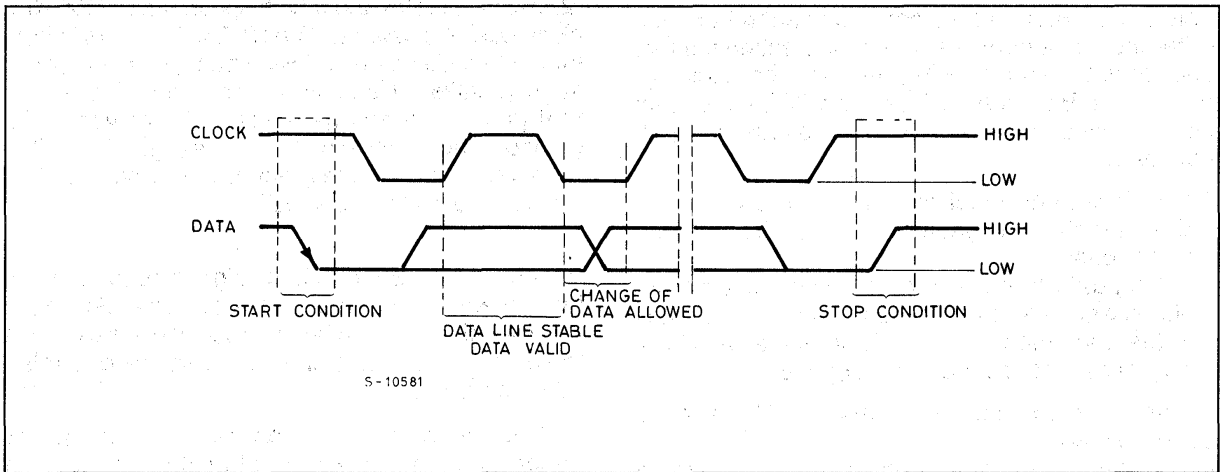 CLOCK
HIGH
LOW
DATA
HIGH
LOW
START CONDITION
CHANGE OF
DATA ALLOWED
STOP CONDITION
DATA LINE STABLE
DATA VALID
S-10581